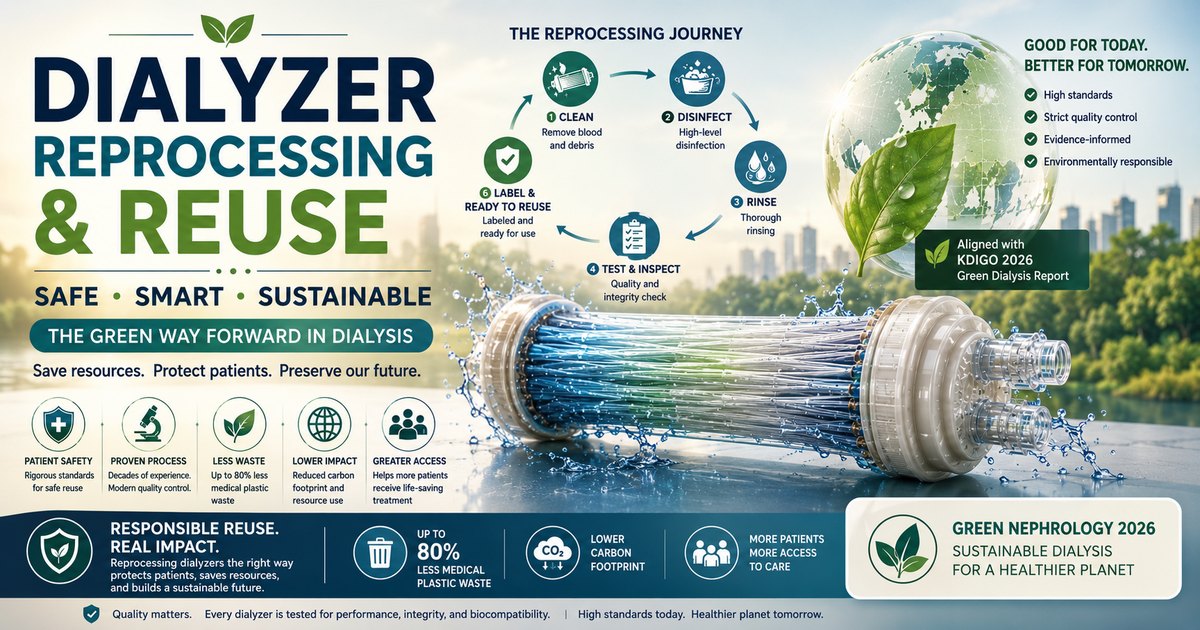 DIALYZER
REPROCESSING
& REUSE
SAFE • SMART • SUSTAINABLE
THE GREEN WAY FORWARD IN DIALYSIS
Save resources. Protect patients. Preserve our future.
PATIENT SAFETY
Rigorous standards
for safe reuse
PROVEN PROCESS
Decades of experience.
Modern quality control.
LESS WASTE
Up to 80% less
medical plastic
waste
LOWER IMPACT
Reduced carbon
footprint and
resource use
GREATER ACCESS
Helps more patients
receive life-saving
treatment
THE REPROCESSING JOURNEY
1 CLEAN
Remove blood
and debris
2 DISINFECT
High-level
disinfection
3 RINSE
Thorough
rinsing
4 TEST & INSPECT
Quality and
integrity check
6 LABEL &
READY TO REUSE
Labeled and
ready for use
GOOD FOR TODAY.
BETTER FOR TOMORROW.
High standards
Strict quality control
Evidence-informed
Environmentally responsible
Aligned with
KDIGO 2026
Green Dialysis Report
RESPONSIBLE REUSE.
REAL IMPACT.
Reprocessing dialyzers the right way
protects patients, saves resources,
and builds a sustainable future.
UP TO
80%
LESS MEDICAL
PLASTIC WASTE
CO2
LOWER
CARBON
FOOTPRINT
MORE PATIENTS
MORE ACCESS
TO CARE
GREEN NEPHROLOGY 2026
SUSTAINABLE DIALYSIS
FOR A HEALTHIER PLANET
Quality matters. Every dialyzer is tested for performance, integrity, and biocompatibility. | High standards today. Healthier planet tomorrow.